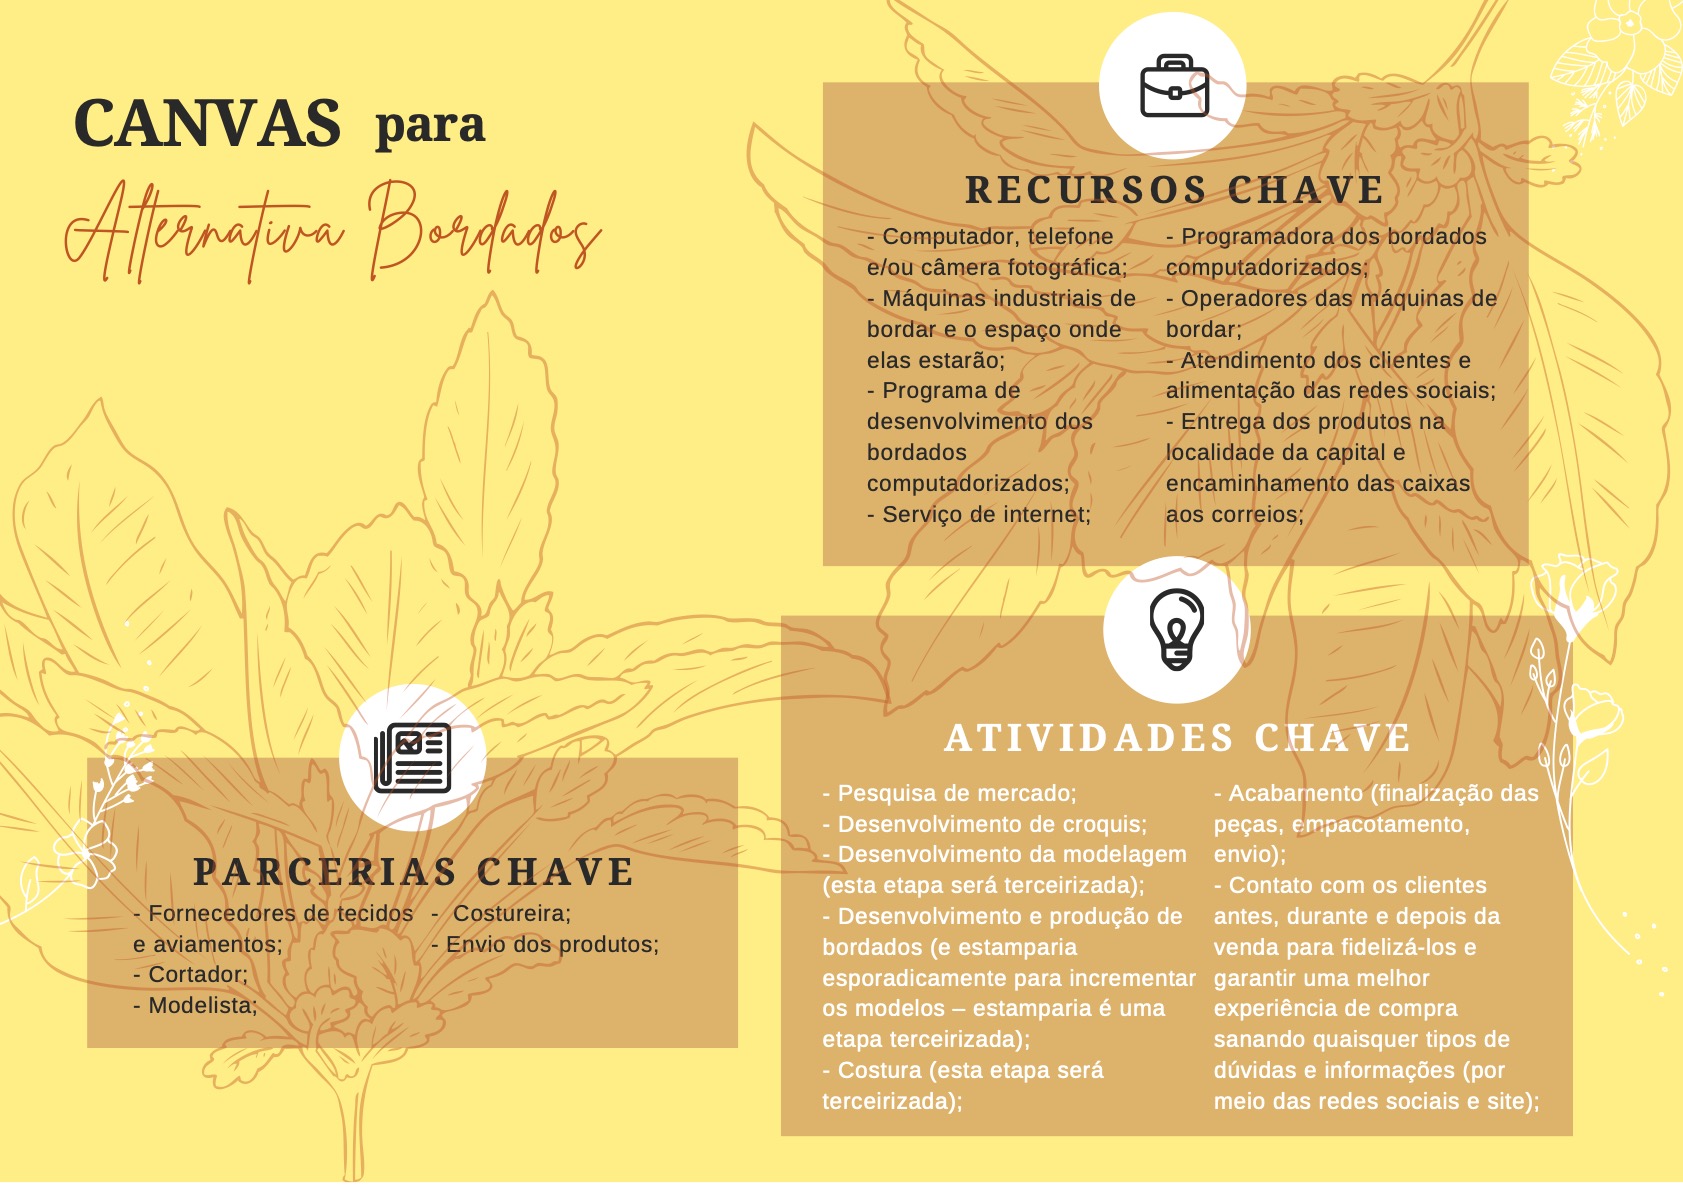 CANVAS para
Alternativa Bordados
RECURSOS CHAVE
- Computador, telefone
e/ou câmera fotográfica;
- Máquinas industriais de
bordar e o espaço onde
elas estarão;
- Programa de
desenvolvimento dos
bordados
computadorizados;
- Serviço de internet;
- Programadora dos bordados
computadorizados;
- Operadores das máquinas de
bordar;
- Atendimento dos clientes e
alimentação das redes sociais;
- Entrega dos produtos na
localidade da capital e
encaminhamento das caixas
aos correios;
PARCERIAS CHAVE
- Fornecedores de tecidos
e aviamentos;
- Cortador;
- Modelista;
- Costureira;
- Envio dos produtos;
ATIVIDADES CHAVE
- Pesquisa de mercado;
- Desenvolvimento de croquis;
- Desenvolvimento da modelagem
(esta etapa será terceirizada);
- Desenvolvimento e produção de
bordados (e estamparia
esporadicamente para incrementar
os modelos – estamparia é uma
etapa terceirizada);
- Costura (esta etapa será
terceirizada);
- Acabamento (finalização das
peças, empacotamento,
envio);
- Contato com os clientes
antes, durante e depois da
venda para fidelizá-los e
garantir uma melhor
experiência de compra
sanando quaisquer tipos de
dúvidas e informações (por
meio das redes sociais e site);